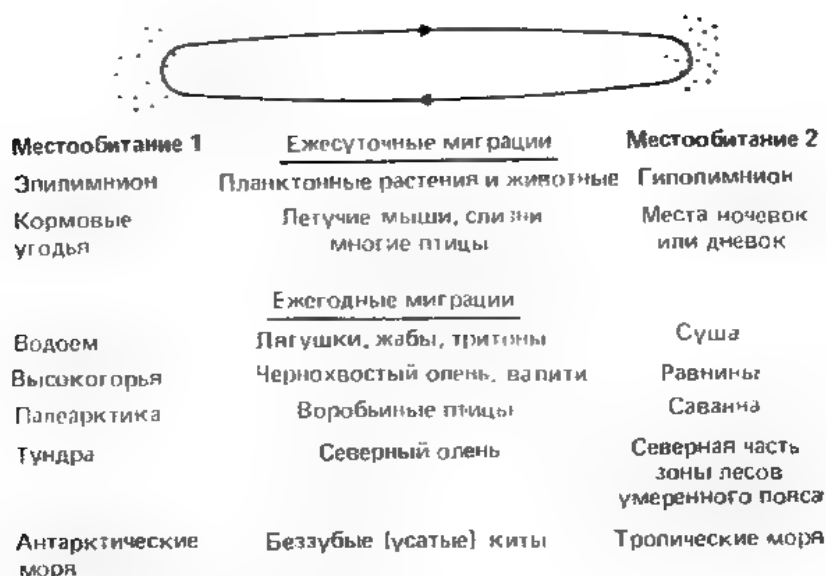 Местообитание 1 Ежесуточные миграции Местообитание 2
Эпилимнион Планктонные растения и животные Гиполимнион
Кормовые угодья Летучие мыши, слизни многие птицы Места ночевок или дневок
Ежегодные миграции
Водоем Лягушки, жабы, тритоны Суша
Высокогорья Чернохвостый олень, вапити Равнины
Палеарктика Воробьиные птицы Саванна
Тундра Северный олень Северная часть
зоны лесов
умеренного пояса
Антарктические Беззубые (усатые) киты Тропические моря
моря